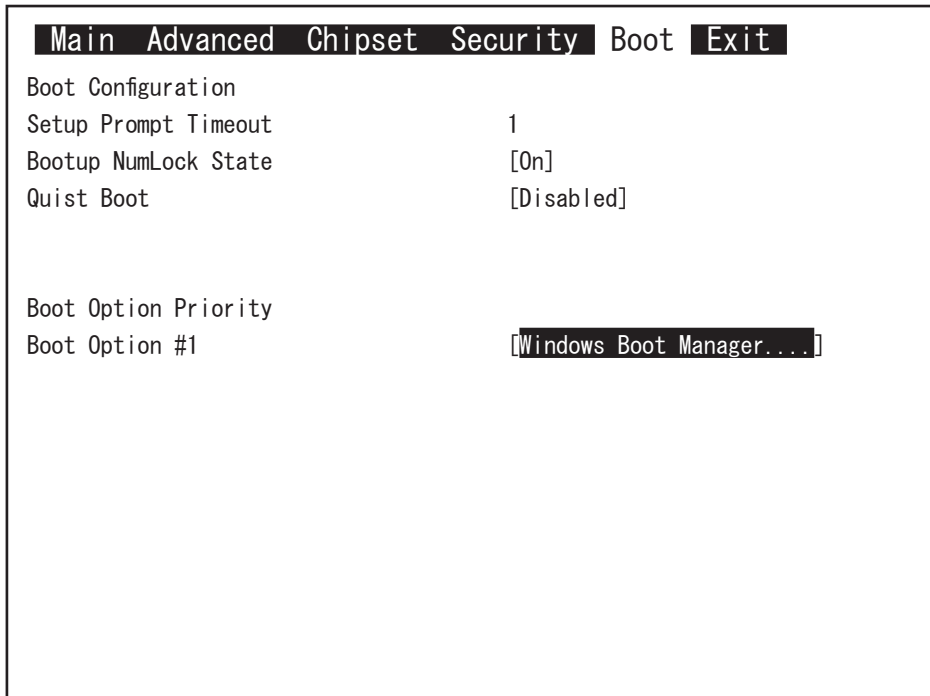 Main Advanced Chipset Security Boot Exit
Boot Configuration
Setup Prompt Timeout 1
Bootup NumLock State [On]
Quist Boot [Disabled]
Boot Option Priority
Boot Option #1 [Windows Boot Manager....]